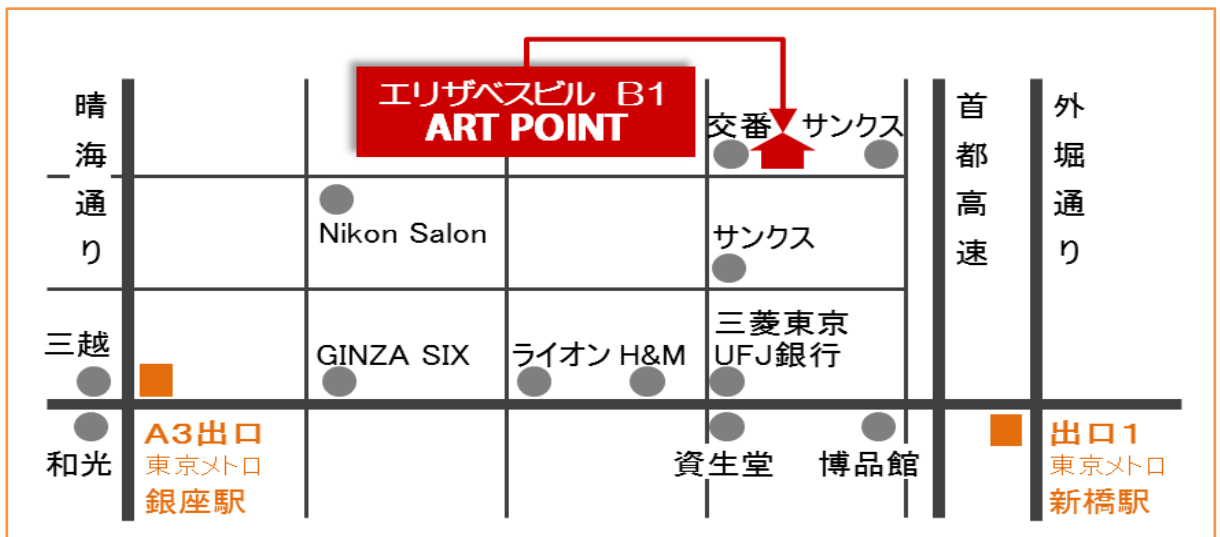 エリザベスビル B1
ART POINT
晴海通り
交番
サンクス
首都高速
外堀通り
Nikon Salon
サンクス
三越
GINZA SIX
ライオン
H&M
三菱東京
UFJ銀行
和光
A3出口
東京メトロ
銀座駅
資生堂
博品館
出口1
東京メトロ
新橋駅